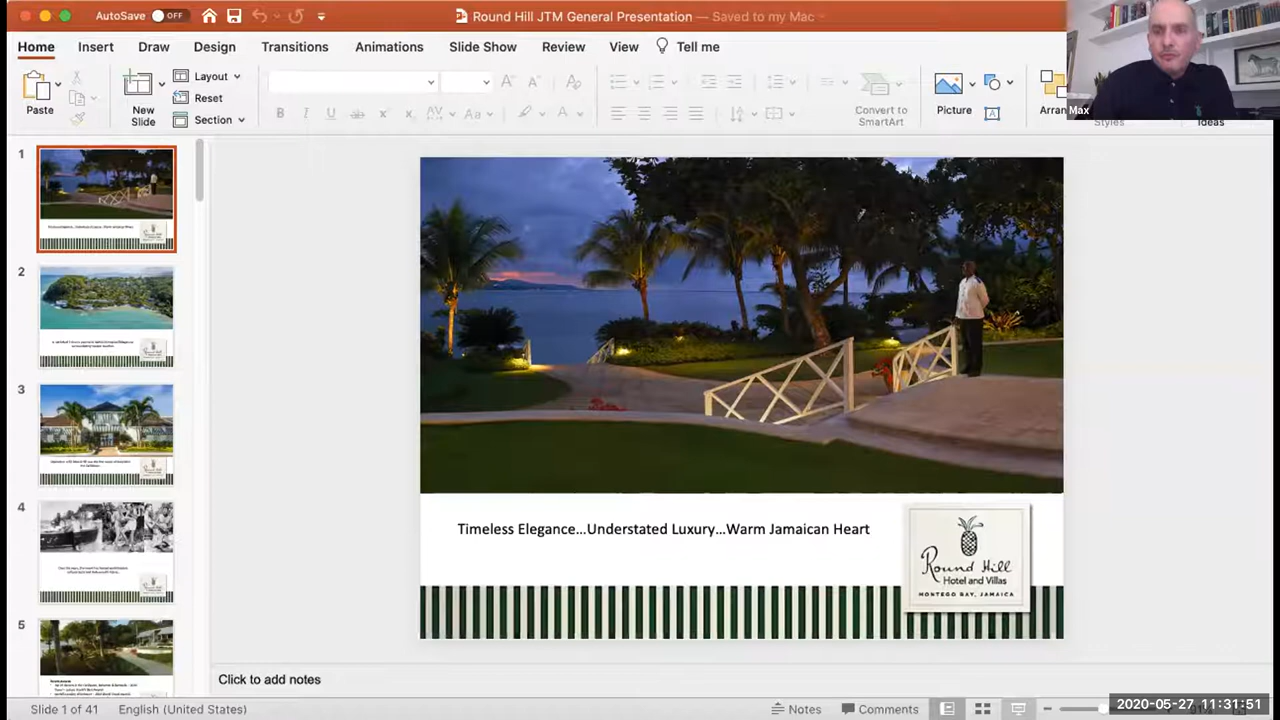 AutoSave OFF
Round Hill JTM General Presentation — Saved to my Mac
Home Insert Draw Design Transitions Animations Slide Show Review View Tell me
Paste
New Slide
Layout
Reset
Section
Convert to SmartArt
Picture
Arran
Max
Styles
Ideas
1
2
3
4
5
Timeless Elegance...Understated Luxury...Warm Jamaican Heart
Round Hill
Hotel and Villas
MONTEGO BAY, JAMAICA
Click to add notes
Slide 1 of 41 English (United States)
Notes Comments
2020-05-27 11:31:51